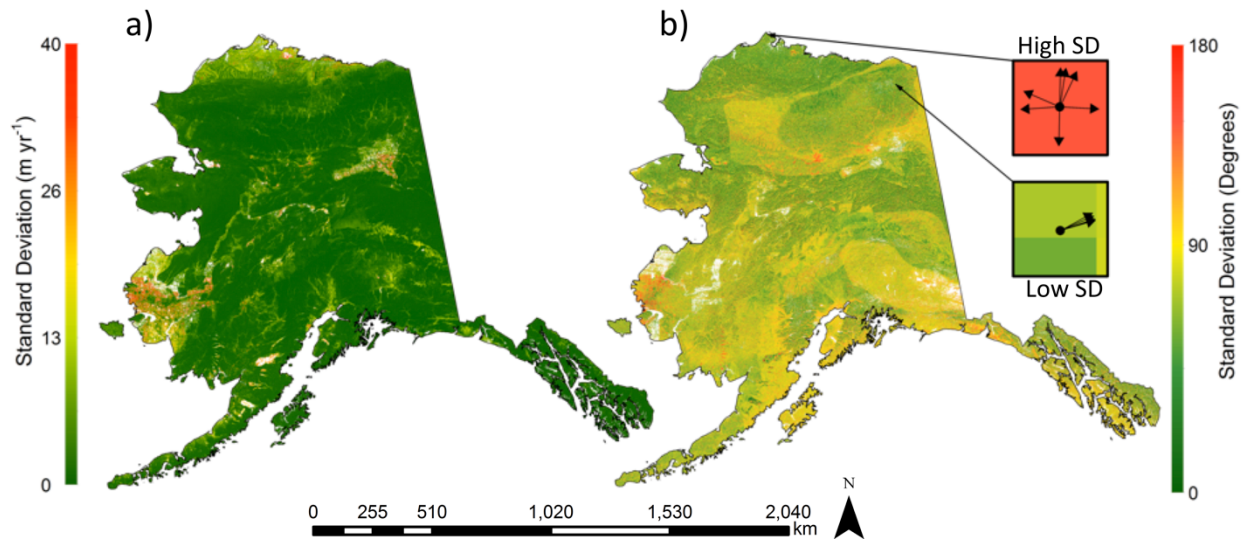 a)
b)
40
26
13
0
Standard Deviation (m yr-1)
High SD
Low SD
180
90
0
Standard Deviation (Degrees)
N
0 255 510 1,020 1,530 2,040
km